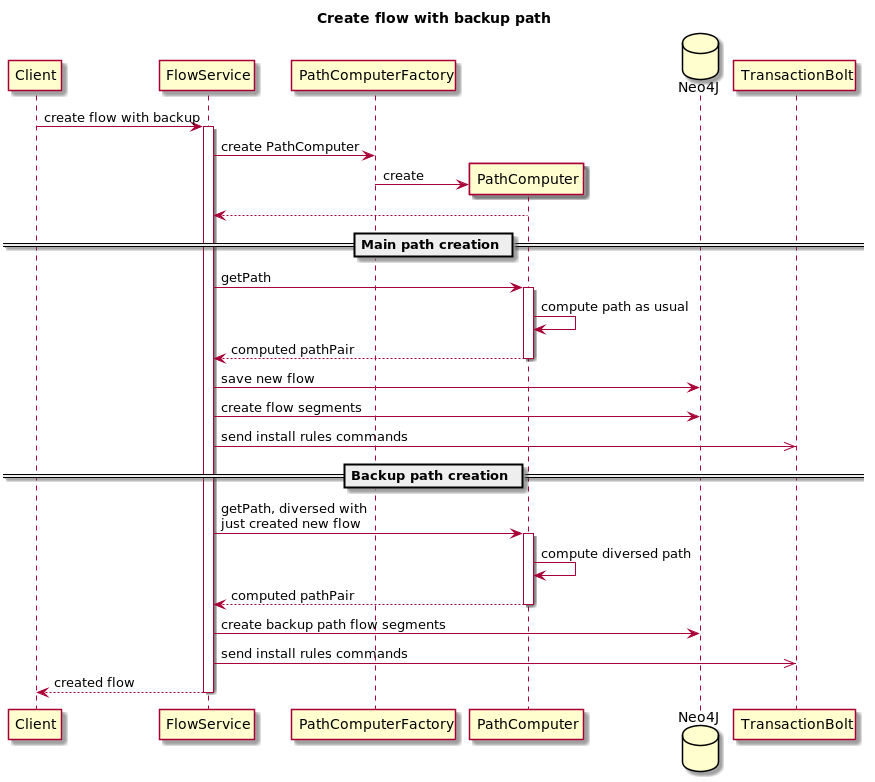 Create flow with backup path
Client
FlowService
PathComputerFactory
Neo4J
TransactionBolt
create flow with backup
create PathComputer
create
PathComputer
Main path creation
getPath
compute path as usual
computed pathPair
save new flow
create flow segments
send install rules commands
Backup path creation
getPath, diversed with
just created new flow
compute diversed path
computed pathPair
create backup path flow segments
send install rules commands
created flow
Client
FlowService
PathComputerFactory
PathComputer
Neo4J
TransactionBolt